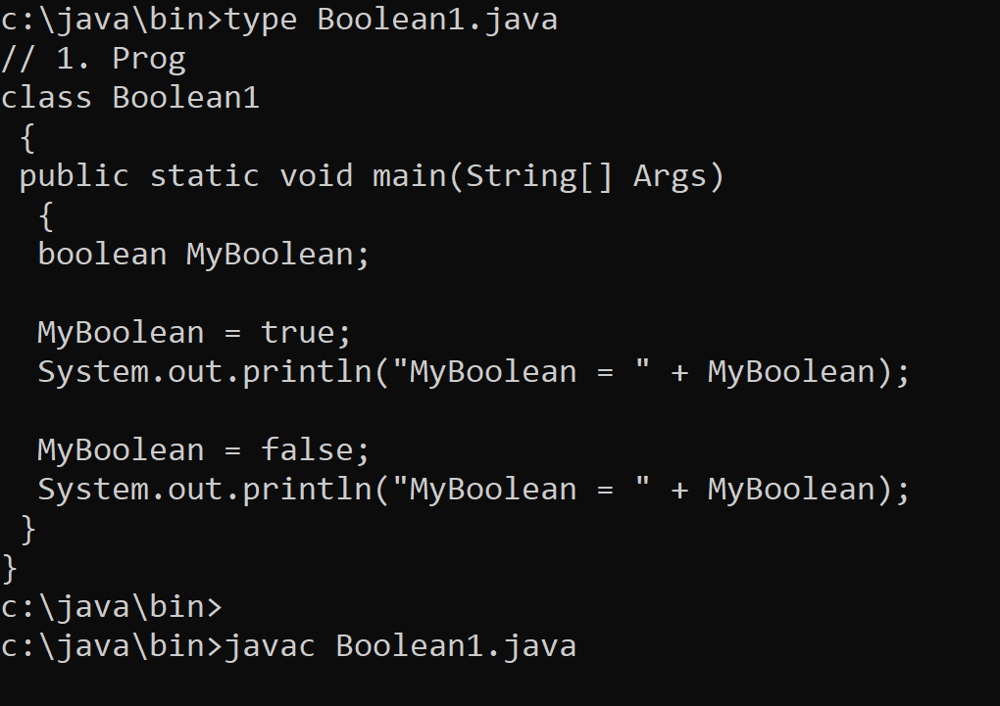 c:\java\bin>type Boolean1.java
// 1. Prog
class Boolean1
 {
 public static void main(String[] Args)
  {
  boolean MyBoolean;

  MyBoolean = true;
  System.out.println("MyBoolean = " + MyBoolean);

  MyBoolean = false;
  System.out.println("MyBoolean = " + MyBoolean);
 }
}
c:\java\bin>
c:\java\bin>javac Boolean1.java